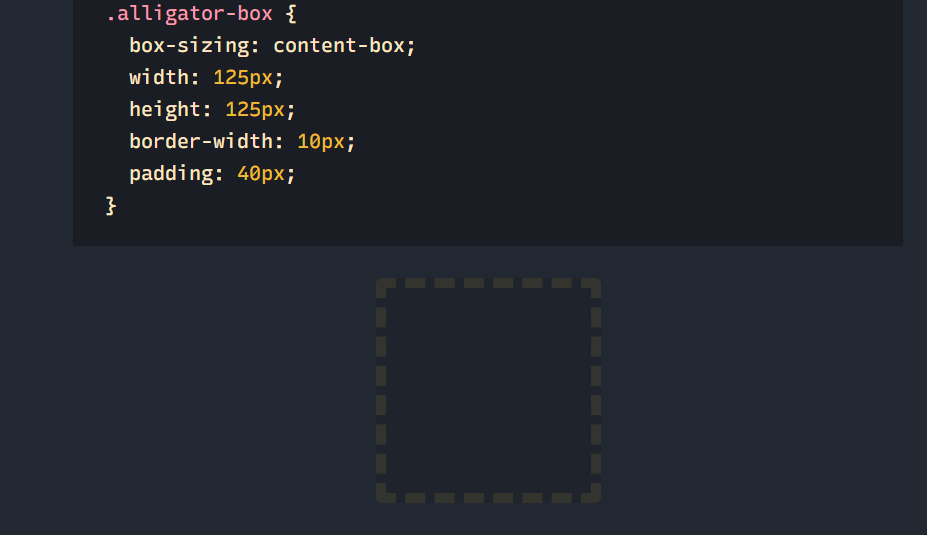 .alligator-box {
box-sizing: content-box;
width: 125px;
height: 125px;
border-width: 10px;
padding: 40px;
}